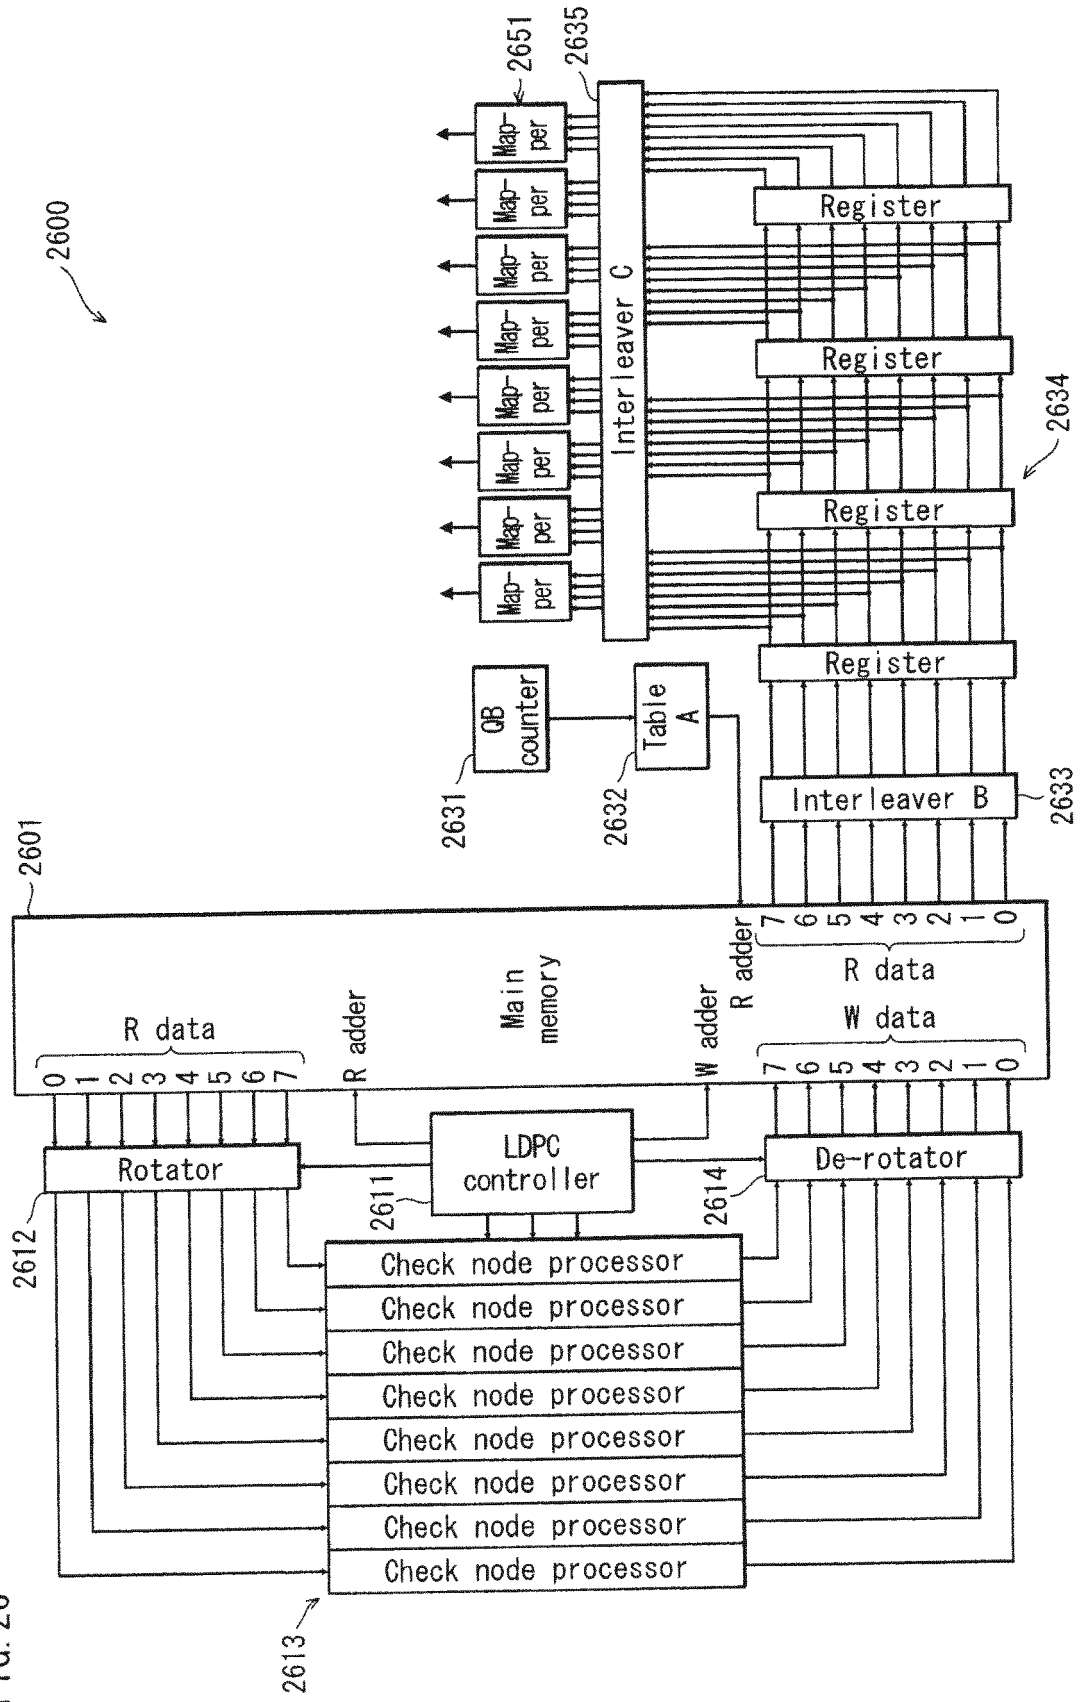 FIG. 26
2600
2601
R data
0
1
2
3
4
5
6
7
R adder
Main
memory
W adder
R adder
7
6
5
4
3
2
1
0
W data
7
6
5
4
3
2
1
0
R data
2612
Rotator
2611
LDPC
controller
2614
De-rotator
2613
Check node processor
Check node processor
Check node processor
Check node processor
Check node processor
Check node processor
Check node processor
Check node processor
2631
QB
counter
2632
Table
A
Interleaver B
2633
Register
Register
Register
Register
2634
Interleaver C
2635
Map-
per
Map-
per
Map-
per
Map-
per
Map-
per
Map-
per
Map-
per
Map-
per
2651